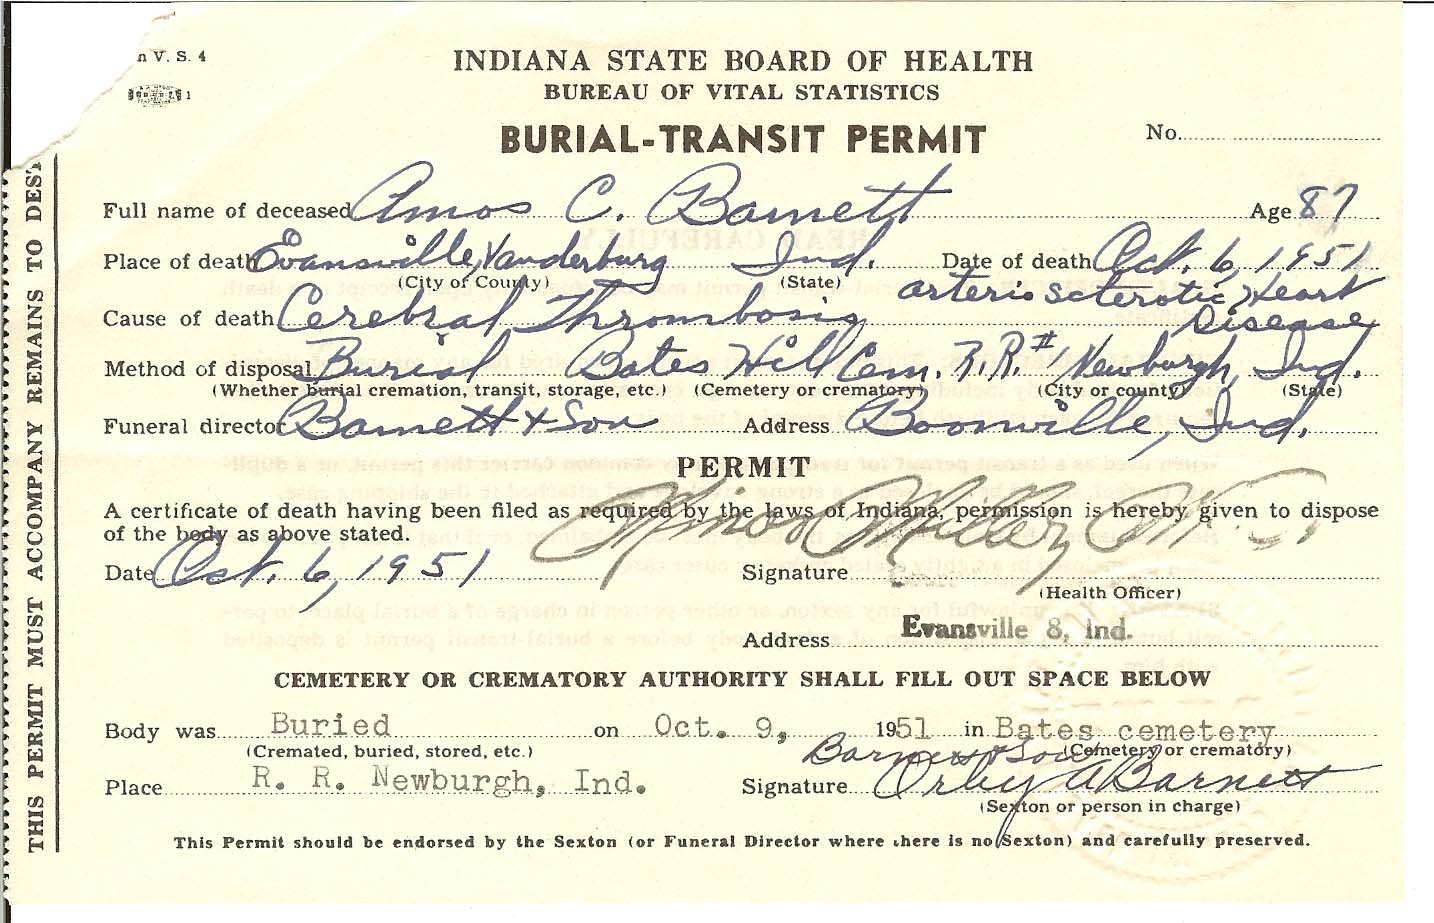 n V. S. 4
INDIANA STATE BOARD OF HEALTH
1
BUREAU OF VITAL STATISTICS
BURIAL-TRANSIT PERMIT
No.
Full name of deceased Amos C. Barnett Age 87
Place of death Evansville, Vanderburg Ind. Date of death Oct. 6, 1951
(City of County) (State) arterio sclerotic Heart
Cause of death Cerebral Thrombosis Disease
Method of disposal Burial Bates Hill Cem. R.R.# Newburgh, Ind.
(Whether burial cremation, transit, storage, etc.) (Cemetery or crematory) (City or county) (State)
Funeral director Barnett & Son Address Boonville, Ind.
PERMIT
A certificate of death having been filed as required by the laws of Indiana, permission is hereby given to dispose
of the body as above stated.
Date Oct. 6, 1951 Signature Miller
(Health Officer)
Address Evansville 8, Ind.
CEMETERY OR CREMATORY AUTHORITY SHALL FILL OUT SPACE BELOW
Body was Buried on Oct. 9, 1951 in Bates cemetery
(Cremated, buried, stored, etc.) Barnett & Son (Cemetery or crematory)
Place R. R. Newburgh, Ind. Signature Orby A Barnett
(Sexton or person in charge)
This Permit should be endorsed by the Sexton (or Funeral Director where there is no Sexton) and carefully preserved.
THIS PERMIT MUST ACCOMPANY REMAINS TO DEST